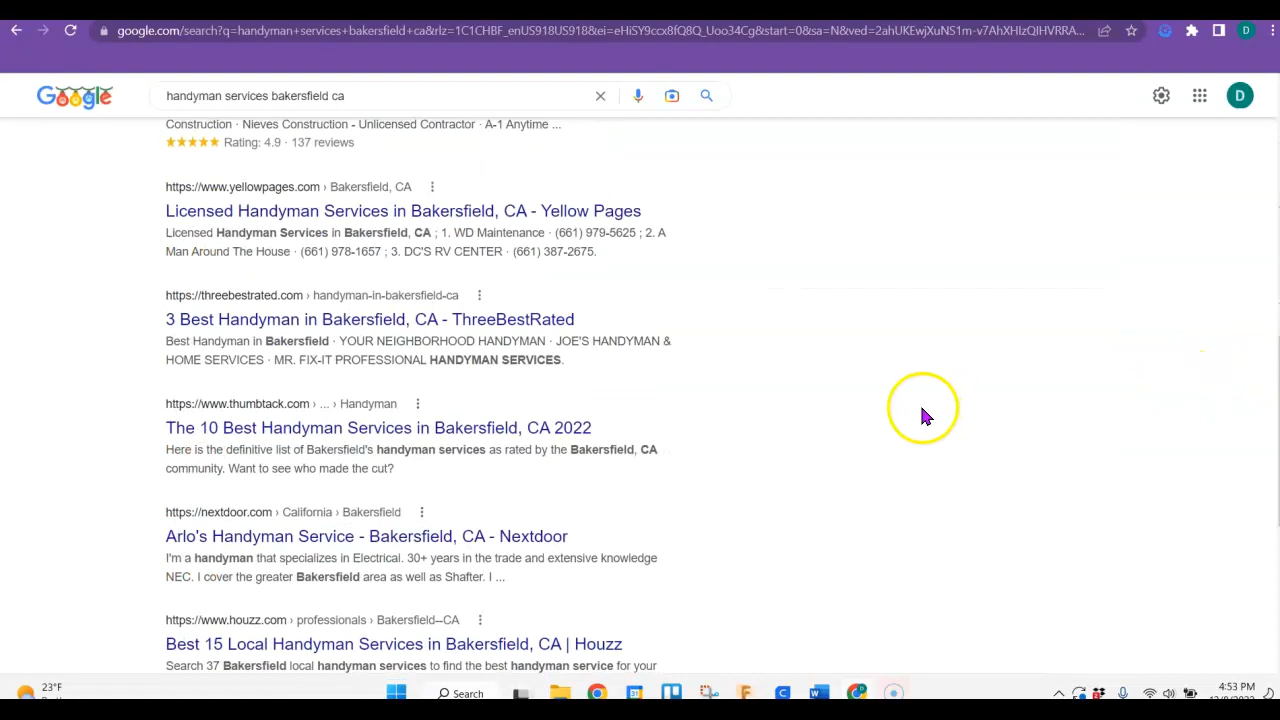 google.com/search?q=handyman+services+bakersfield+ca&rlz=1C1CHBF_enUS918US918&ei=eHiSY9ccx8fQ8Q_Uoo34Cg&start=0&sa=N&ved=2ahUKEwjXuNS1m-v7AhXHIzQIHVRRA...
D
Google
handyman services bakersfield ca
D
Construction · Nieves Construction - Unlicensed Contractor · A-1 Anytime ...
Rating: 4.9 · 137 reviews
https://www.yellowpages.com › Bakersfield, CA
Licensed Handyman Services in Bakersfield, CA - Yellow Pages
Licensed Handyman Services in Bakersfield, CA ; 1. WD Maintenance · (661) 979-5625 ; 2. A
Man Around The House · (661) 978-1657 ; 3. DC'S RV CENTER · (661) 387-2675.
https://threebestrated.com › handyman-in-bakersfield-ca
3 Best Handyman in Bakersfield, CA - ThreeBestRated
Best Handyman in Bakersfield · YOUR NEIGHBORHOOD HANDYMAN · JOE'S HANDYMAN &
HOME SERVICES · MR. FIX-IT PROFESSIONAL HANDYMAN SERVICES.
https://www.thumbtack.com › ... › Handyman
The 10 Best Handyman Services in Bakersfield, CA 2022
Here is the definitive list of Bakersfield's handyman services as rated by the Bakersfield, CA
community. Want to see who made the cut?
https://nextdoor.com › California › Bakersfield
Arlo's Handyman Service - Bakersfield, CA - Nextdoor
I'm a handyman that specializes in Electrical. 30+ years in the trade and extensive knowledge
NEC. I cover the greater Bakersfield area as well as Shafter. I ...
https://www.houzz.com › professionals › Bakersfield--CA
Best 15 Local Handyman Services in Bakersfield, CA | Houzz
Search 37 Bakersfield local handyman services to find the best handyman service for your
23°F
Search
4:53 PM